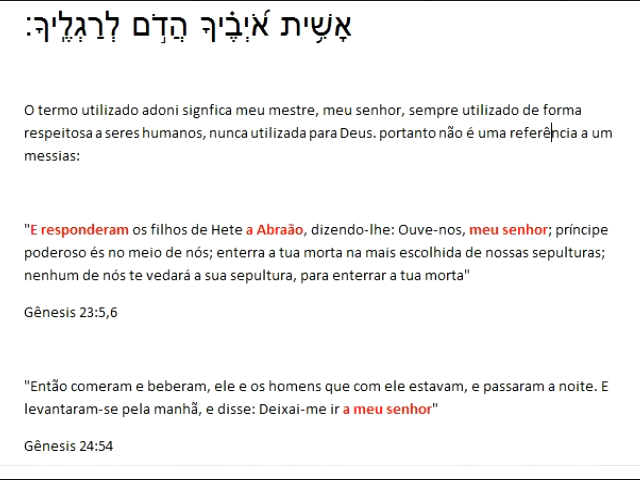 אָשִׁ֥ית אֹ֝יְבֶ֗יךָ הֲדֹ֣ם לְרַגְלֶֽיךָ׃
O termo utilizado adoni signfica meu mestre, meu senhor, sempre utilizado de forma
respeitosa a seres humanos, nunca utilizada para Deus. portanto não é uma referência a um
messias:
"E responderam os filhos de Hete a Abraão, dizendo-lhe: Ouve-nos, meu senhor; príncipe
poderoso és no meio de nós; enterra a tua morta na mais escolhida de nossas sepulturas;
nenhum de nós te vedará a sua sepultura, para enterrar a tua morta"
Gênesis 23:5,6
"Então comeram e beberam, ele e os homens que com ele estavam, e passaram a noite. E
levantaram-se pela manhã, e disse: Deixai-me ir a meu senhor"
Gênesis 24:54